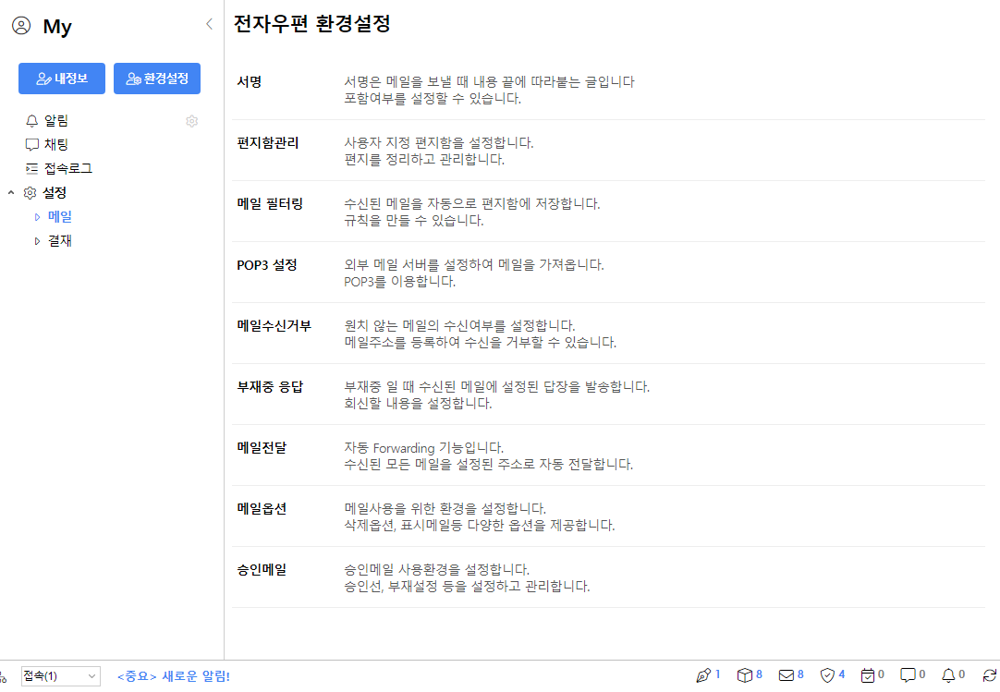 My
내정보
환경설정
알림
채팅
접속로그
설정
메일
결재
전자우편 환경설정
서명
서명은 메일을 보낼 때 내용 끝에 따라붙는 글입니다
포함여부를 설정할 수 있습니다.
편지함관리
사용자 지정 편지함을 설정합니다.
편지를 정리하고 관리합니다.
메일 필터링
수신된 메일을 자동으로 편지함에 저장합니다.
규칙을 만들 수 있습니다.
POP3 설정
외부 메일 서버를 설정하여 메일을 가져옵니다.
POP3를 이용합니다.
메일수신거부
원치 않는 메일의 수신여부를 설정합니다.
메일주소를 등록하여 수신을 거부할 수 있습니다.
부재중 응답
부재중 일 때 수신된 메일에 설정된 답장을 발송합니다.
회신할 내용을 설정합니다.
메일전달
자동 Forwarding 기능입니다.
수신된 모든 메일을 설정된 주소로 자동 전달합니다.
메일옵션
메일사용을 위한 환경을 설정합니다.
삭제옵션, 표시메일등 다양한 옵션을 제공합니다.
승인메일
승인메일 사용환경을 설정합니다.
승인선, 부재설정 등을 설정하고 관리합니다.
접속(1)
<중요> 새로운 알림!
1 8 8 4 0 0 0